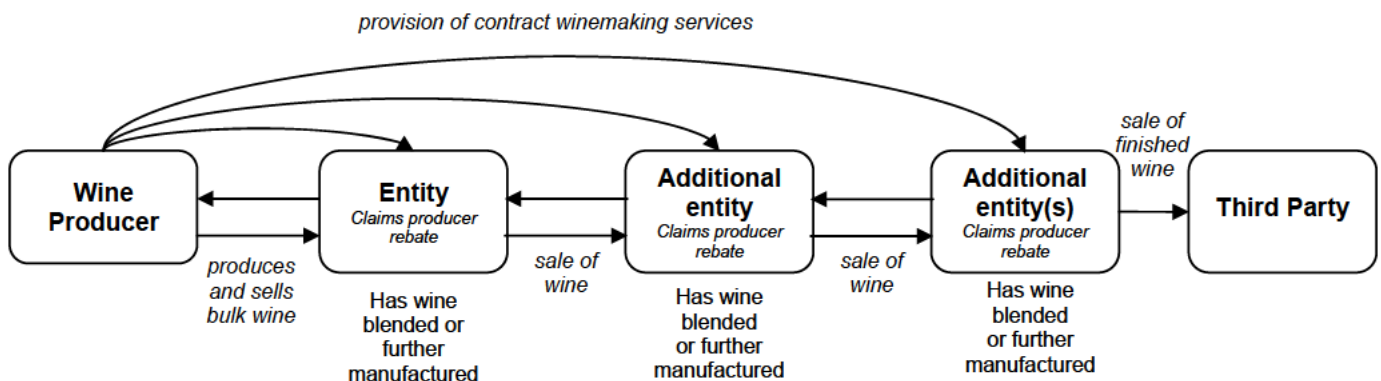 provision of contract winemaking services
Wine
Producer
Entity
Claims producer
rebate
Additional
entity
Claims producer
rebate
Additional
entity(s)
Claims producer
rebate
sale of
finished
wine
Third Party
produces
and sells
bulk wine
Has wine
blended or
further
manufactured
sale of
wine
Has wine
blended
or further
manufactured
sale of
wine
Has wine
blended
or further
manufactured